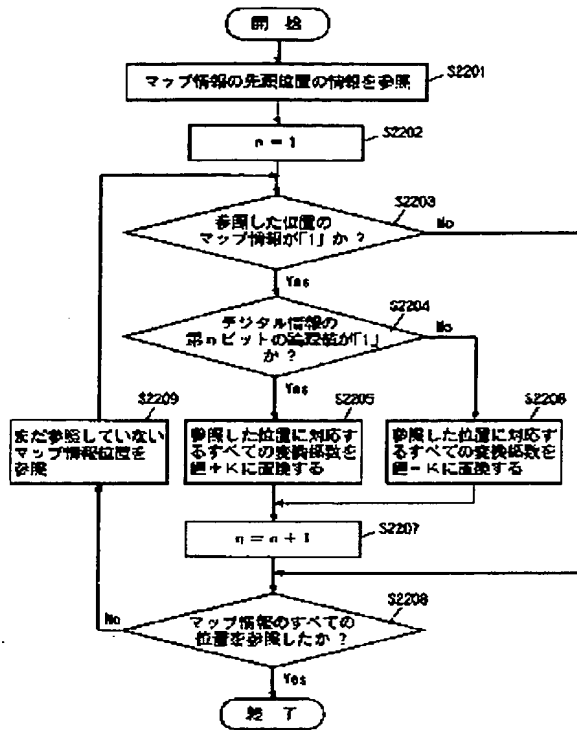 開 始
マップ情報の先頭位置の情報を参照
S2201
n = 1
S2202
参照した位置の
マップ情報が「1」か ?
S2203
No
Yes
デジタル情報の
第nビットの論理値が「1」
か ?
S2204
No
Yes
S2209
まだ参照していない
マップ情報位置を
参照
S2205
参照した位置に対応す
るすべての変換係数を
値+Kに置換する
S2206
参照した位置に対応す
るすべての変換係数を
値-Kに置換する
n = n + 1
S2207
マップ情報のすべての
位置を参照したか ?
S2208
No
Yes
終 了